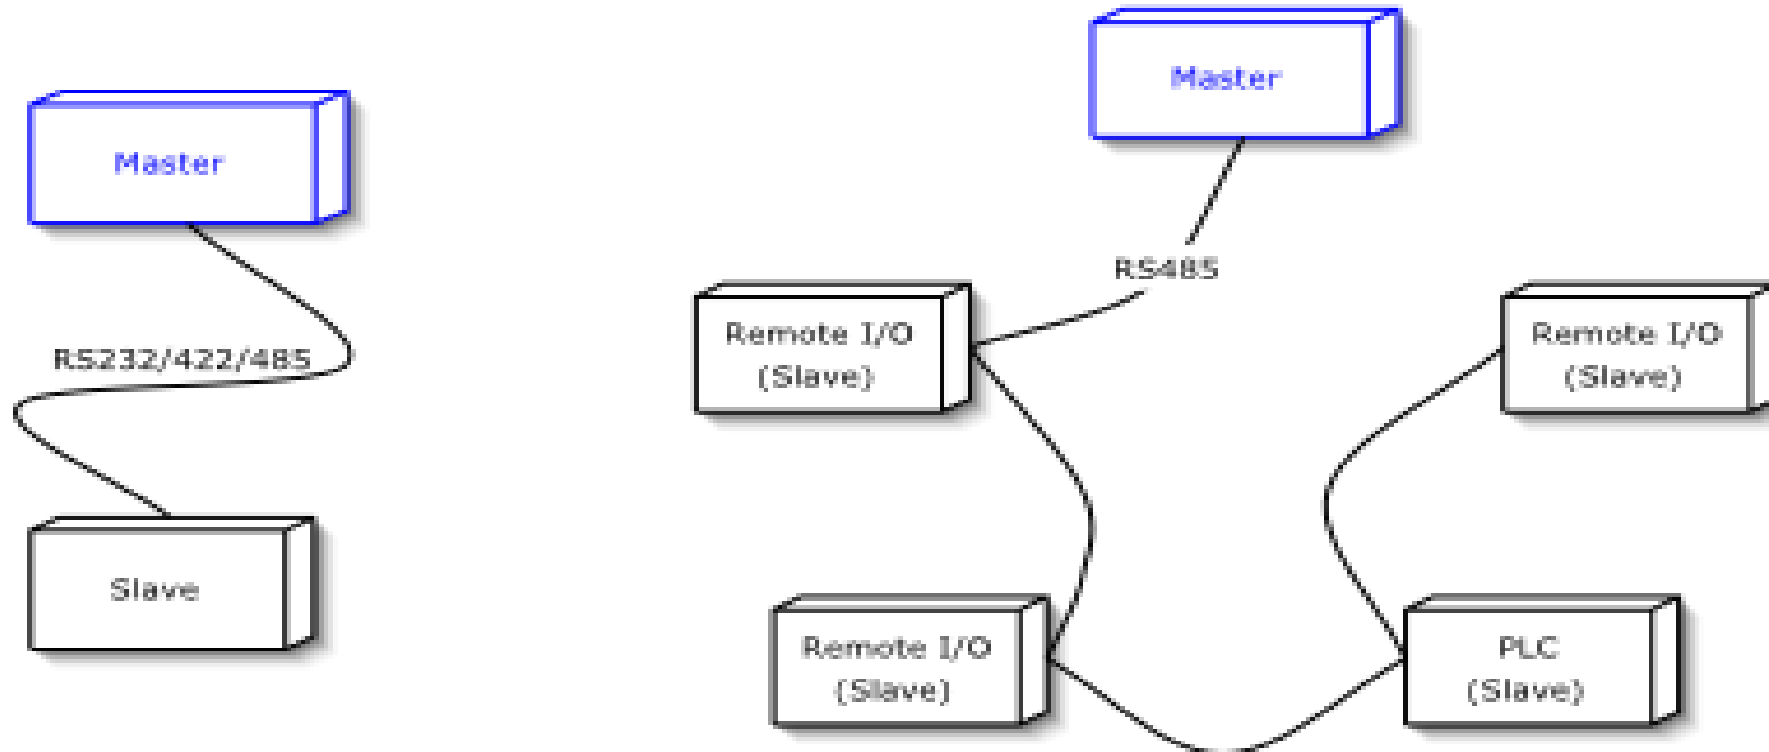 Master
RS232/422/485
Slave
Master
RS485
Remote I/O
(Slave)
Remote I/O
(Slave)
Remote I/O
(Slave)
PLC
(Slave)